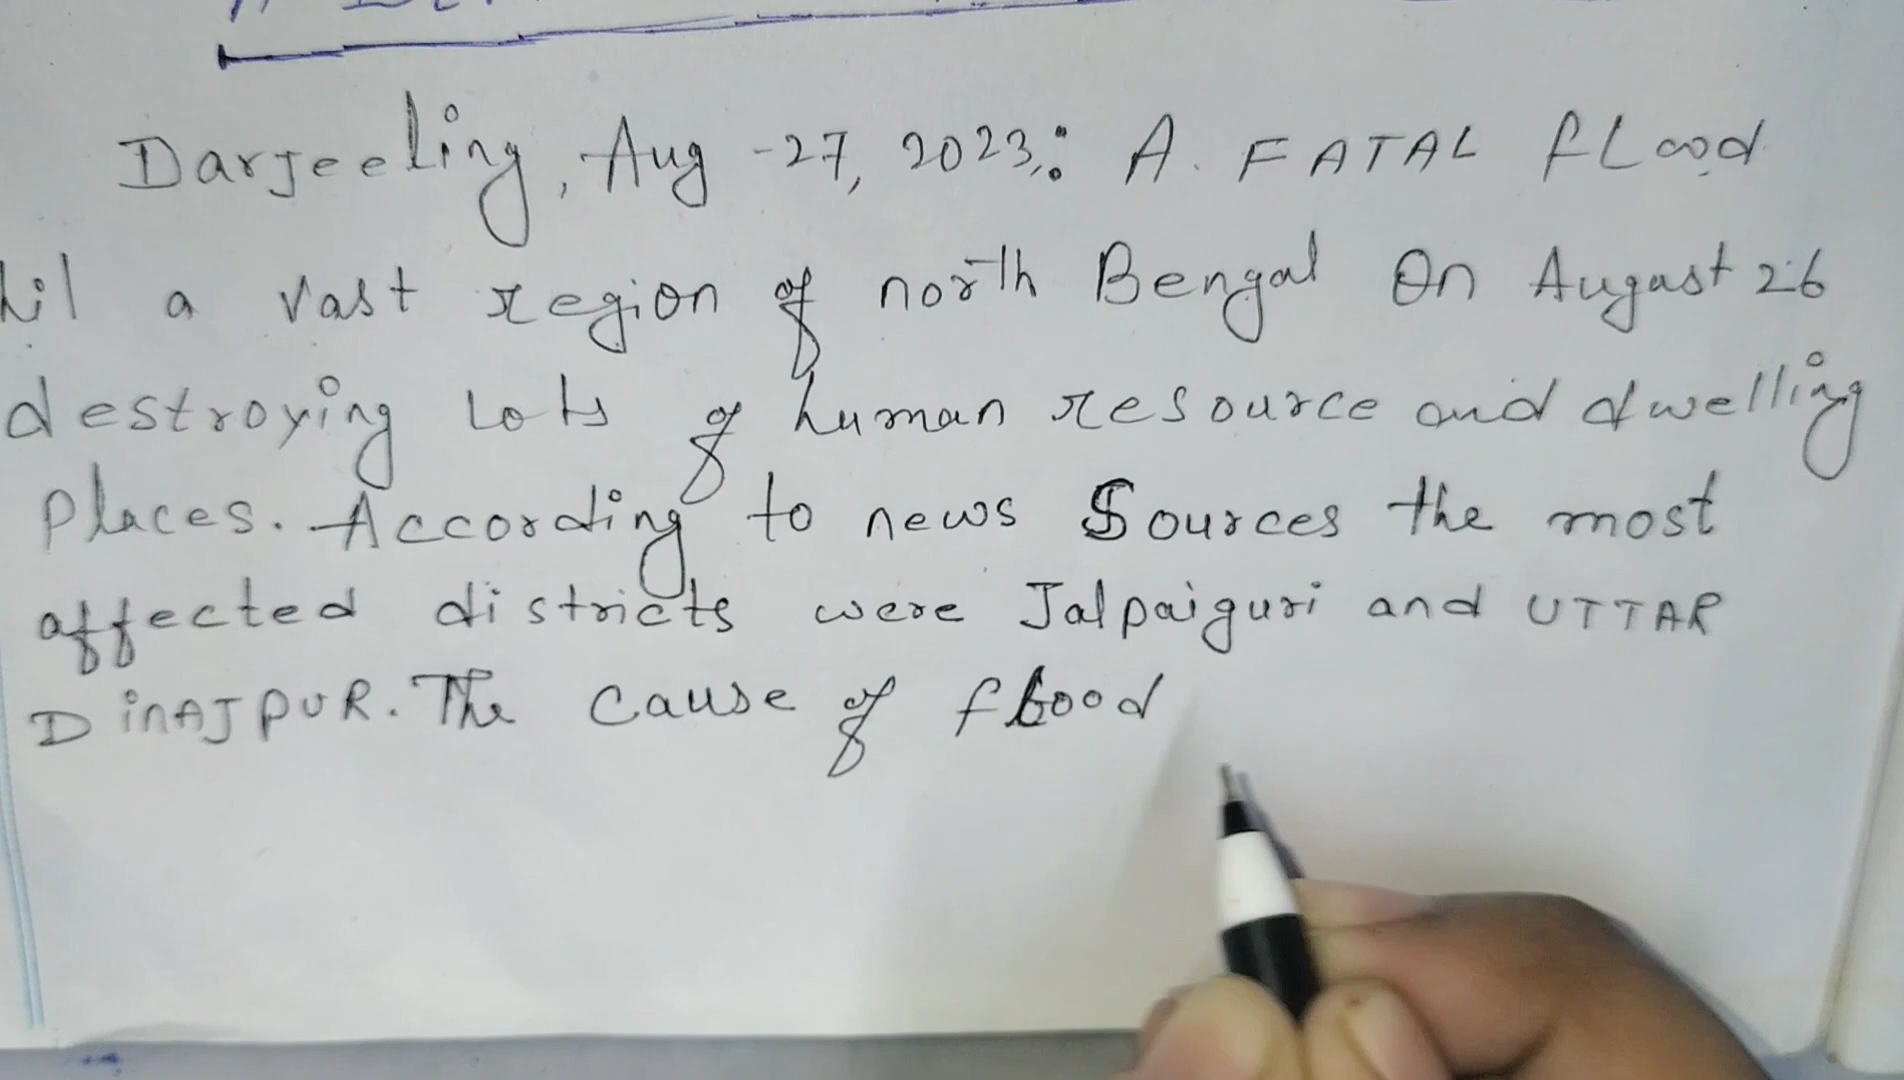 Darjeeling, Aug -27, 2023,: A. FATAL fLood
hil a vast region of north Bengal On August 26
destroying Lots of human resource and dwelling
Places. According to news Sources the most
affected districts were Jalpaiguri and UTTAR
DinAJPUR. The cause of flood